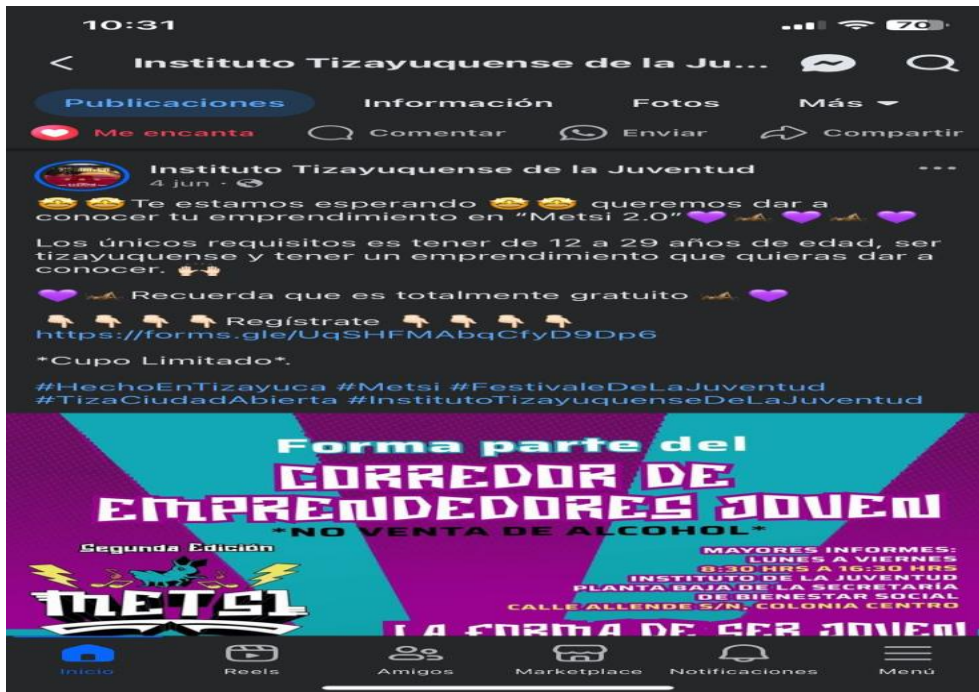 10:31
70
Instituto Tizayuquense de la Ju...
Publicaciones Información Fotos Más
Me encanta Comentar Enviar Compartir
Instituto Tizayuquense de la Juventud
4 jun ·
🤩🤩Te estamos esperando 🤩🤩 queremos dar a
conocer tu emprendimiento en “Metsi 2.0”💜 💜 💜
Los únicos requisitos es tener de 12 a 29 años de edad, ser
tizayuquense y tener un emprendimiento que quieras dar a
conocer. 🙌🏻
💜 Recuerda que es totalmente gratuito 💜
👇🏻 👇🏻 👇🏻 👇🏻Regístrate 👇🏻 👇🏻 👇🏻 👇🏻
https://forms.gle/UqSHFMAbqCfyD9Dp6
*Cupo Limitado*.
#HechoEnTizayuca #Metsi #FestivaleDeLaJuventud
#TizaCiudadAbierta #InstitutoTizayuquenseDeLaJuventud
Forma parte del
CORREDOR DE
EMPRENDEDORES JOVEN
*NO VENTA DE ALCOHOL*
Segunda Edición
METSI
MAYORES INFORMES:
LUNES A VIERNES
8:30 HRS A 16:30 HRS
INSTITUTO DE LA JUVENTUD
PLANTA BAJA DE LA SECRETARÍA
DE BIENESTAR SOCIAL
CALLE ALLENDE S/N. COLONIA CENTRO
LA FORMA DE SER JOVEN
Inicio Reels Amigos Marketplace Notificaciones Menú